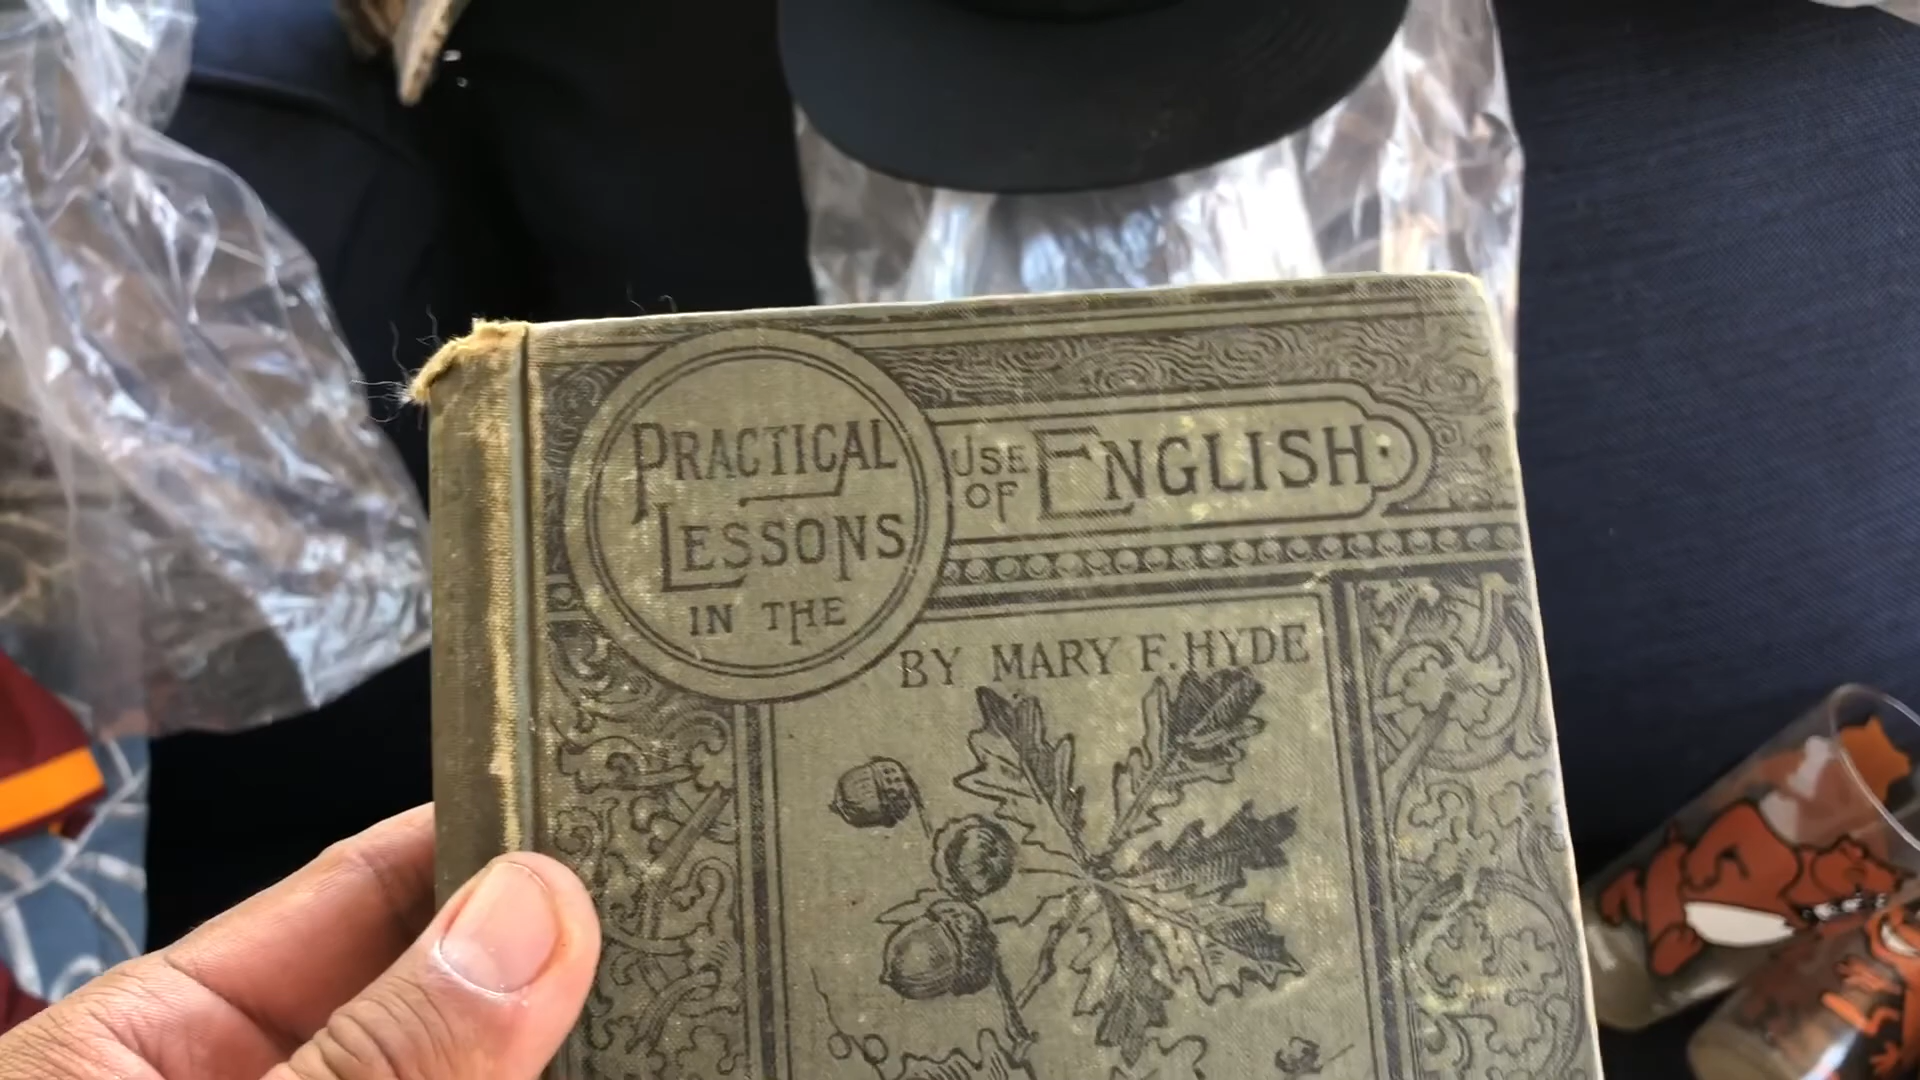 PRACTICAL
LESSONS
IN THE
USE
OF ENGLISH
BY MARY F. HYDE